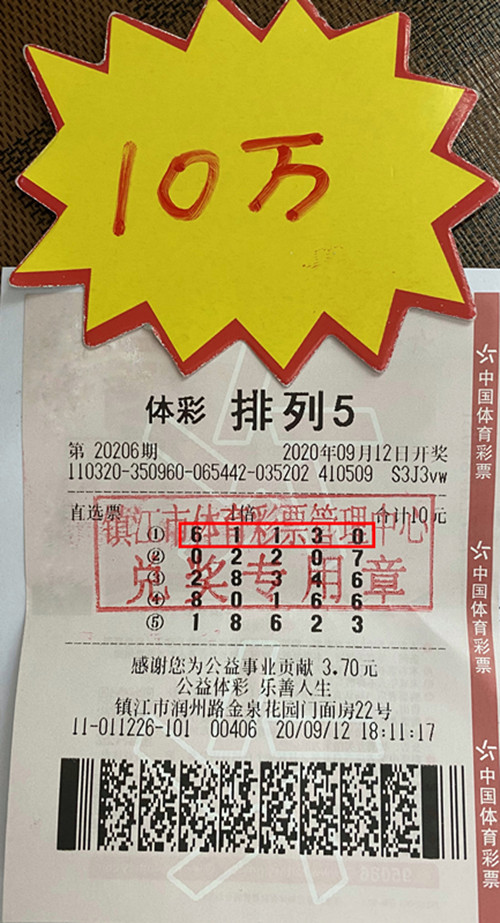 10万
体彩 排列5
第 20206期 2020年09月12日开奖
110320-350960-065442-035202 410509 S3J3vw
直选票 1倍 合计10元
① 6 1 1 3 0
② 0 2 2 0 7
③ 2 8 3 4 6
④ 8 0 1 6 6
⑤ 1 8 6 2 3
镇江市体育彩票管理中心
兑奖专用章
感谢您为公益事业贡献 3.70元
公益体彩 乐善人生
镇江市润州路金泉花园门面房22号
11-011226-101 00406 20/09/12 18:11:17
中国体育彩票
中国体育彩票
中国体育彩票